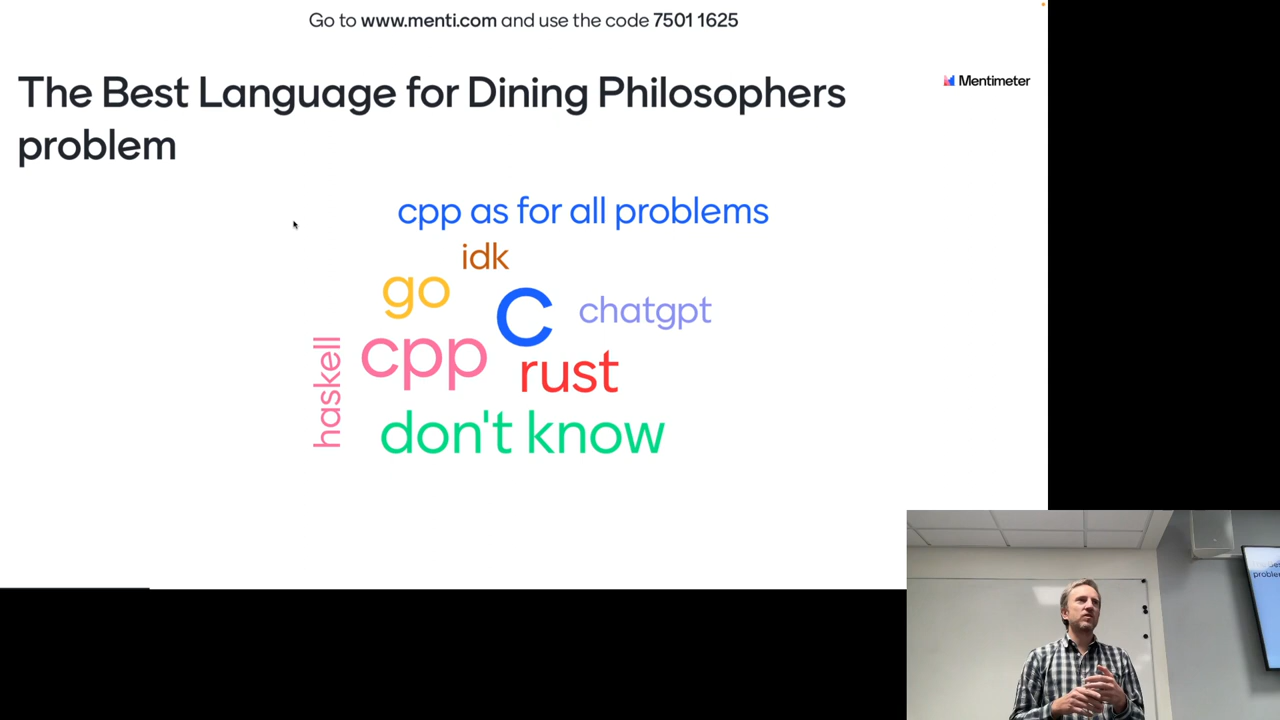 Go to www.menti.com and use the code 7501 1625
Mentimeter
The Best Language for Dining Philosophers
problem
cpp as for all problems
idk
go
C
chatgpt
cpp
rust
haskell
don't know